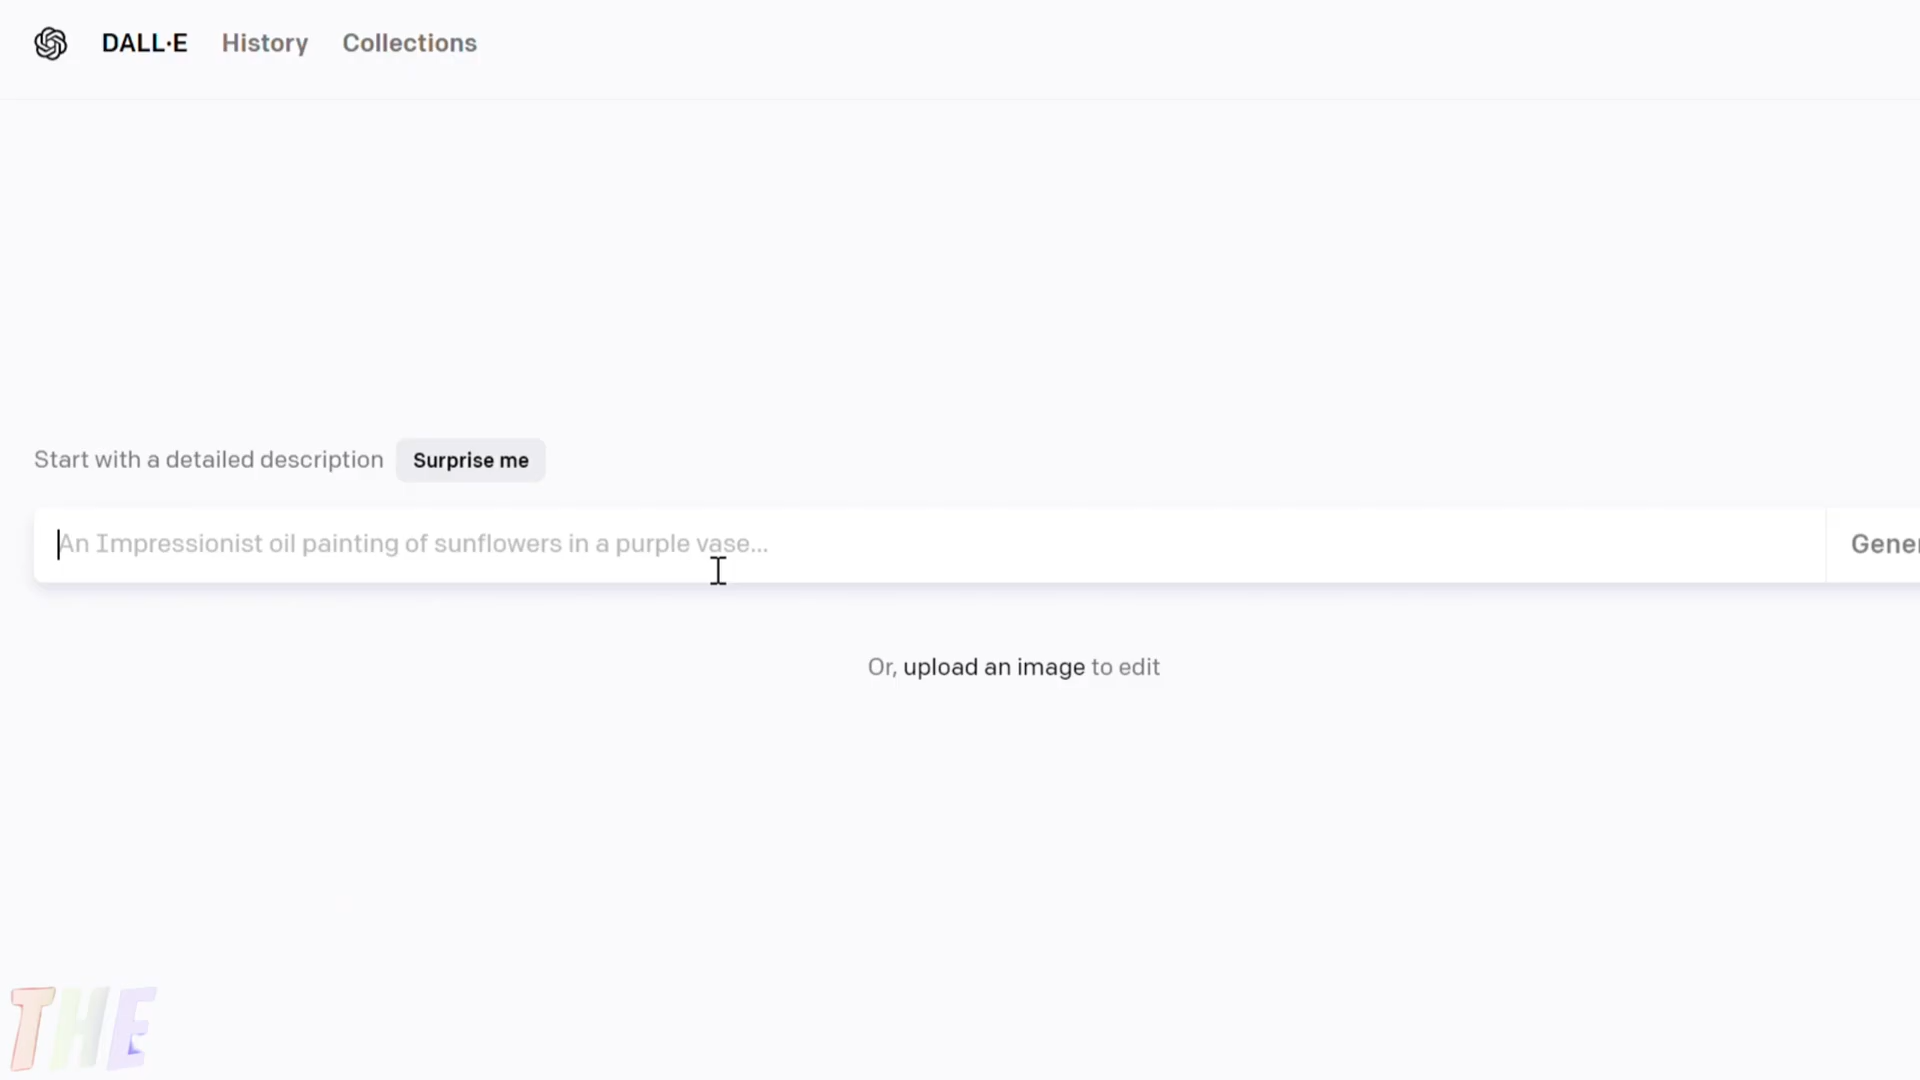 DALL·E History Collections
Start with a detailed description Surprise me
An Impressionist oil painting of sunflowers in a purple vase...
Gener
Or, upload an image to edit
THE